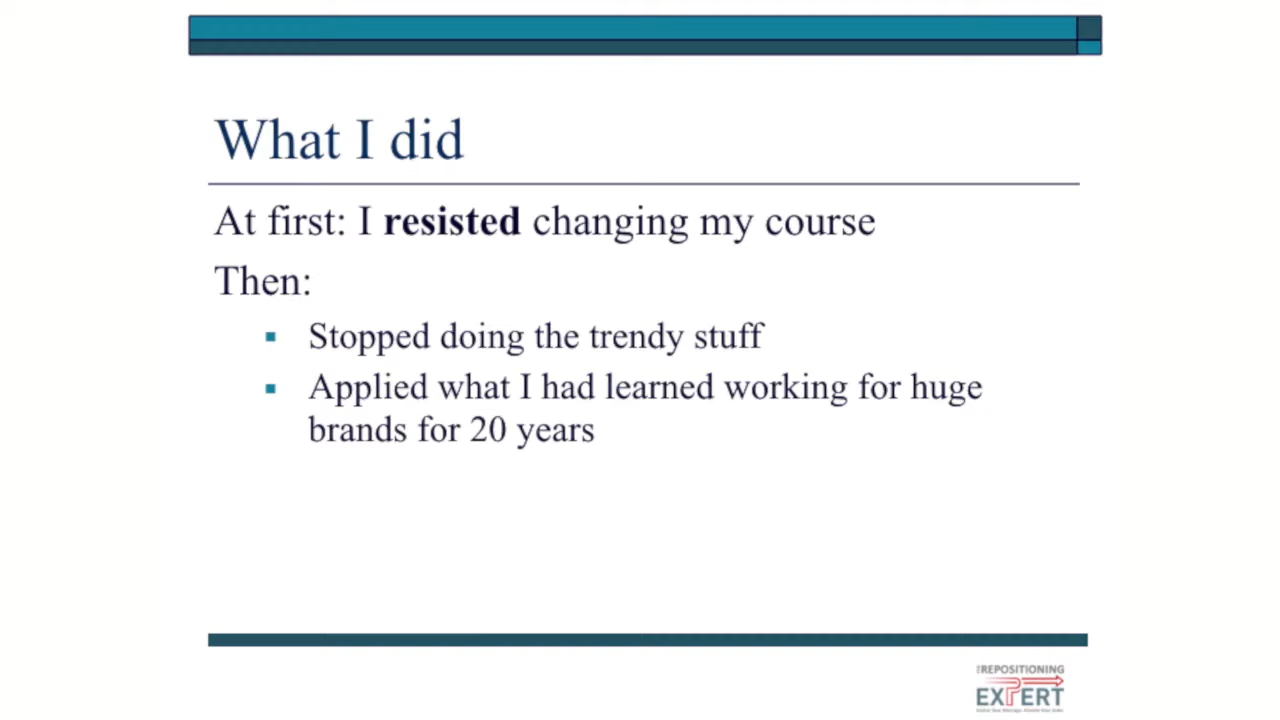 What I did
At first: I resisted changing my course
Then:
Stopped doing the trendy stuff
Applied what I had learned working for huge
brands for 20 years
THE REPOSITIONING
EXPERT